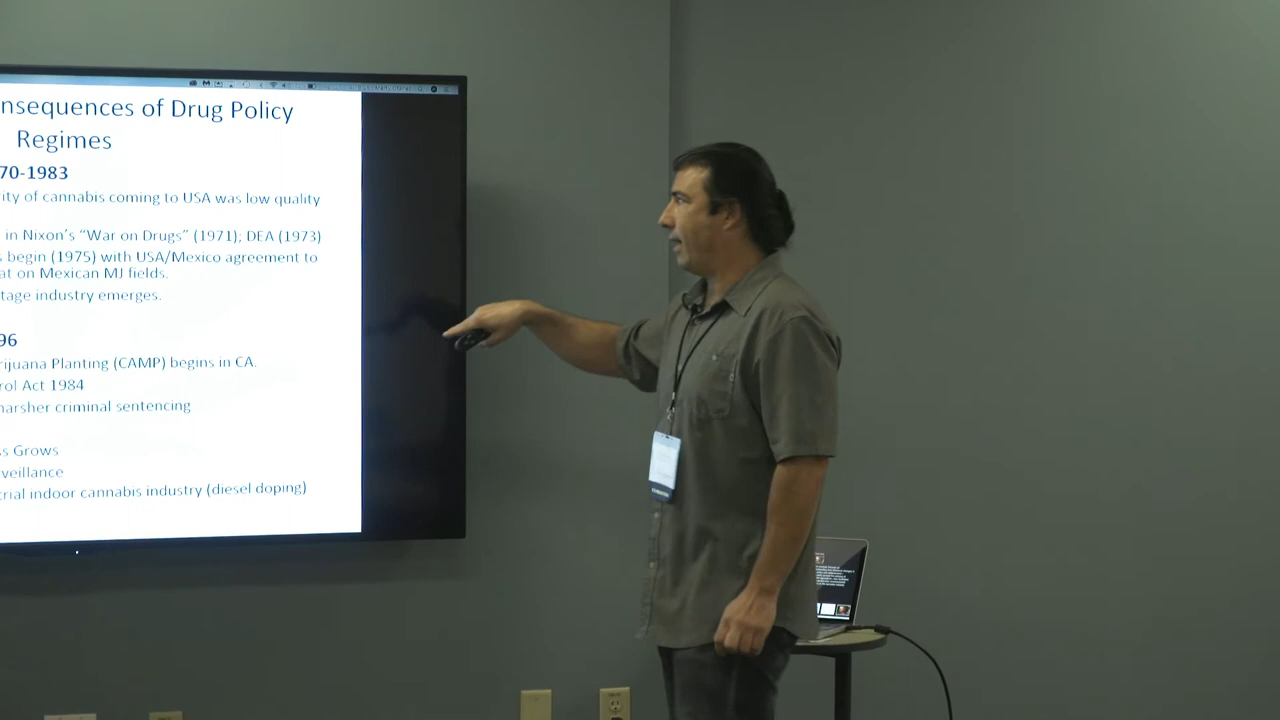 nsequences of Drug Policy
Regimes
70-1983
rity of cannabis coming to USA was low quality
in Nixon's "War on Drugs" (1971); DEA (1973)
s begin (1975) with USA/Mexico agreement to
at on Mexican MJ fields.
tage industry emerges.
96
rijuana Planting (CAMP) begins in CA.
rol Act 1984
harsher criminal sentencing
ss Grows
veillance
trial indoor cannabis industry (diesel doping)